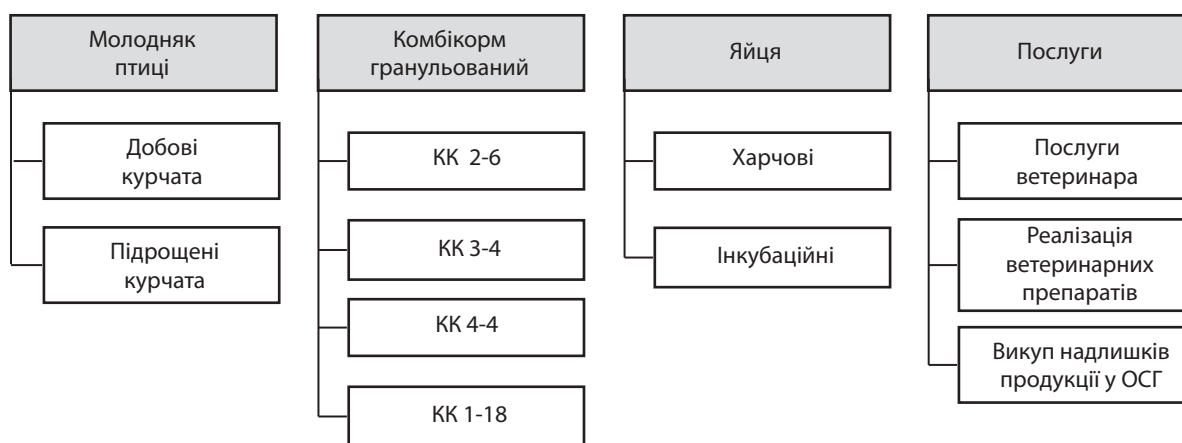 Молодняк
птиці
Добові
курчата
Підрощені
курчата
Комбікорм
гранульований
КК 2-6
КК 3-4
КК 4-4
КК 1-18
Яйця
Харчові
Інкубаційні
Послуги
Послуги
ветеринара
Реалізація
ветеринарних
препаратів
Викуп надлишків
продукції у ОСГ